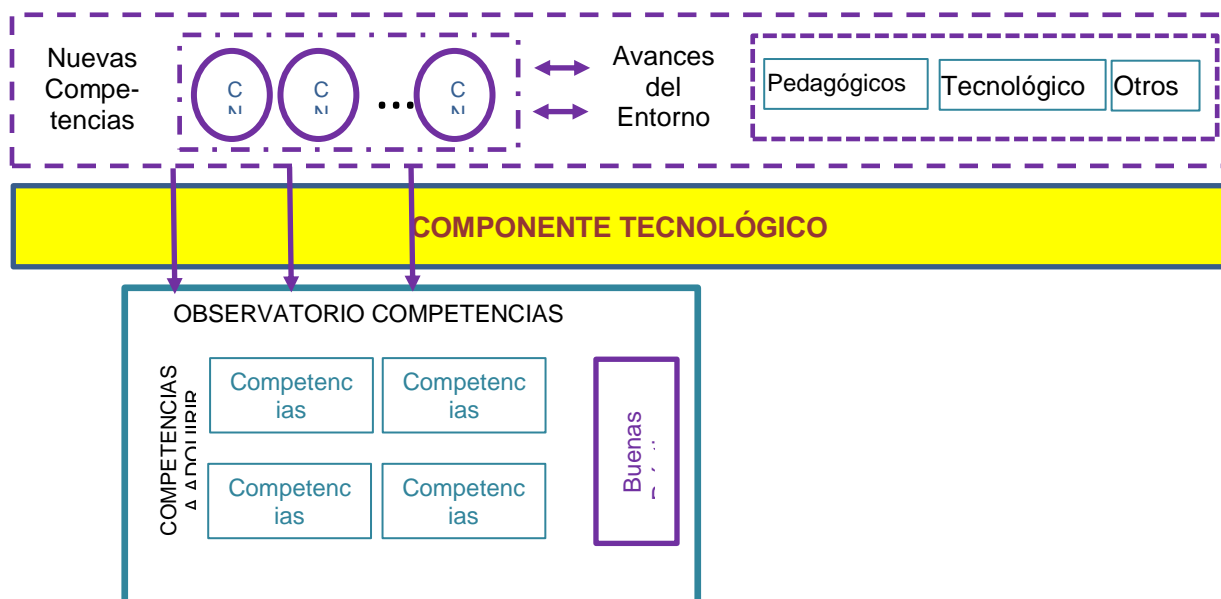 Nuevas
Compe-
tencias
C
N
C
N
...
C
N
Avances
del
Entorno
Pedagógicos
Tecnológico
Otros
COMPONENTE TECNOLÓGICO
OBSERVATORIO COMPETENCIAS
COMPETENCIAS
A ADQUIRIR
Competenc
ias
Competenc
ias
Competenc
ias
Competenc
ias
Buenas